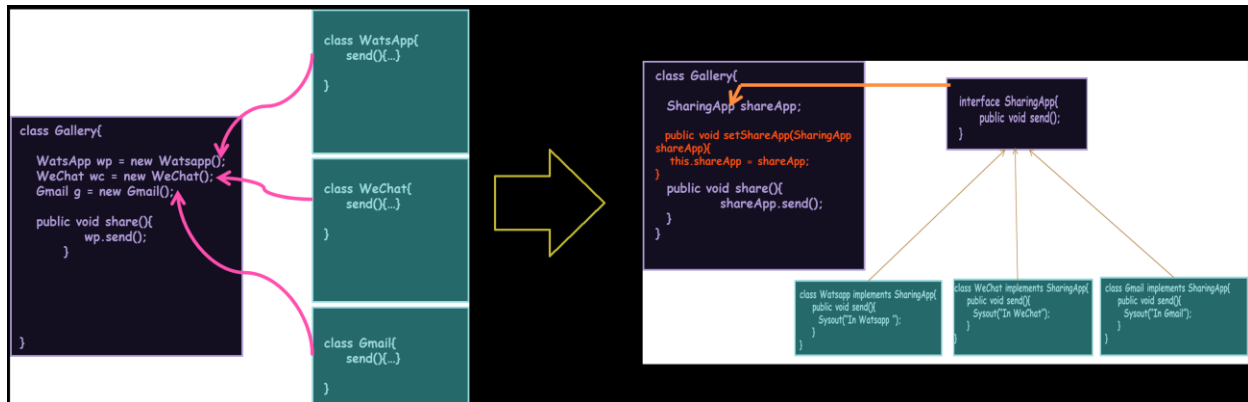 class WatsApp{
send(){...}
}
class Gallery{
WatsApp wp = new Watsapp();
WeChat wc = new WeChat();
Gmail g = new Gmail();
public void share(){
wp.send();
}
}
class WeChat{
send(){...}
}
class Gmail{
send(){...}
}
class Gallery{
SharingApp shareApp;
public void setShareApp(SharingApp
shareApp){
this.shareApp = shareApp;
}
public void share(){
shareApp.send();
}
}
interface SharingApp{
public void send();
}
class Watsapp implements SharingApp{
public void send(){
Sysout("In Watsapp ");
}
}
class WeChat implements SharingApp{
public void send(){
Sysout("In WeChat");
}
}
class Gmail implements SharingApp{
public void send(){
Sysout("In Gmail");
}
}